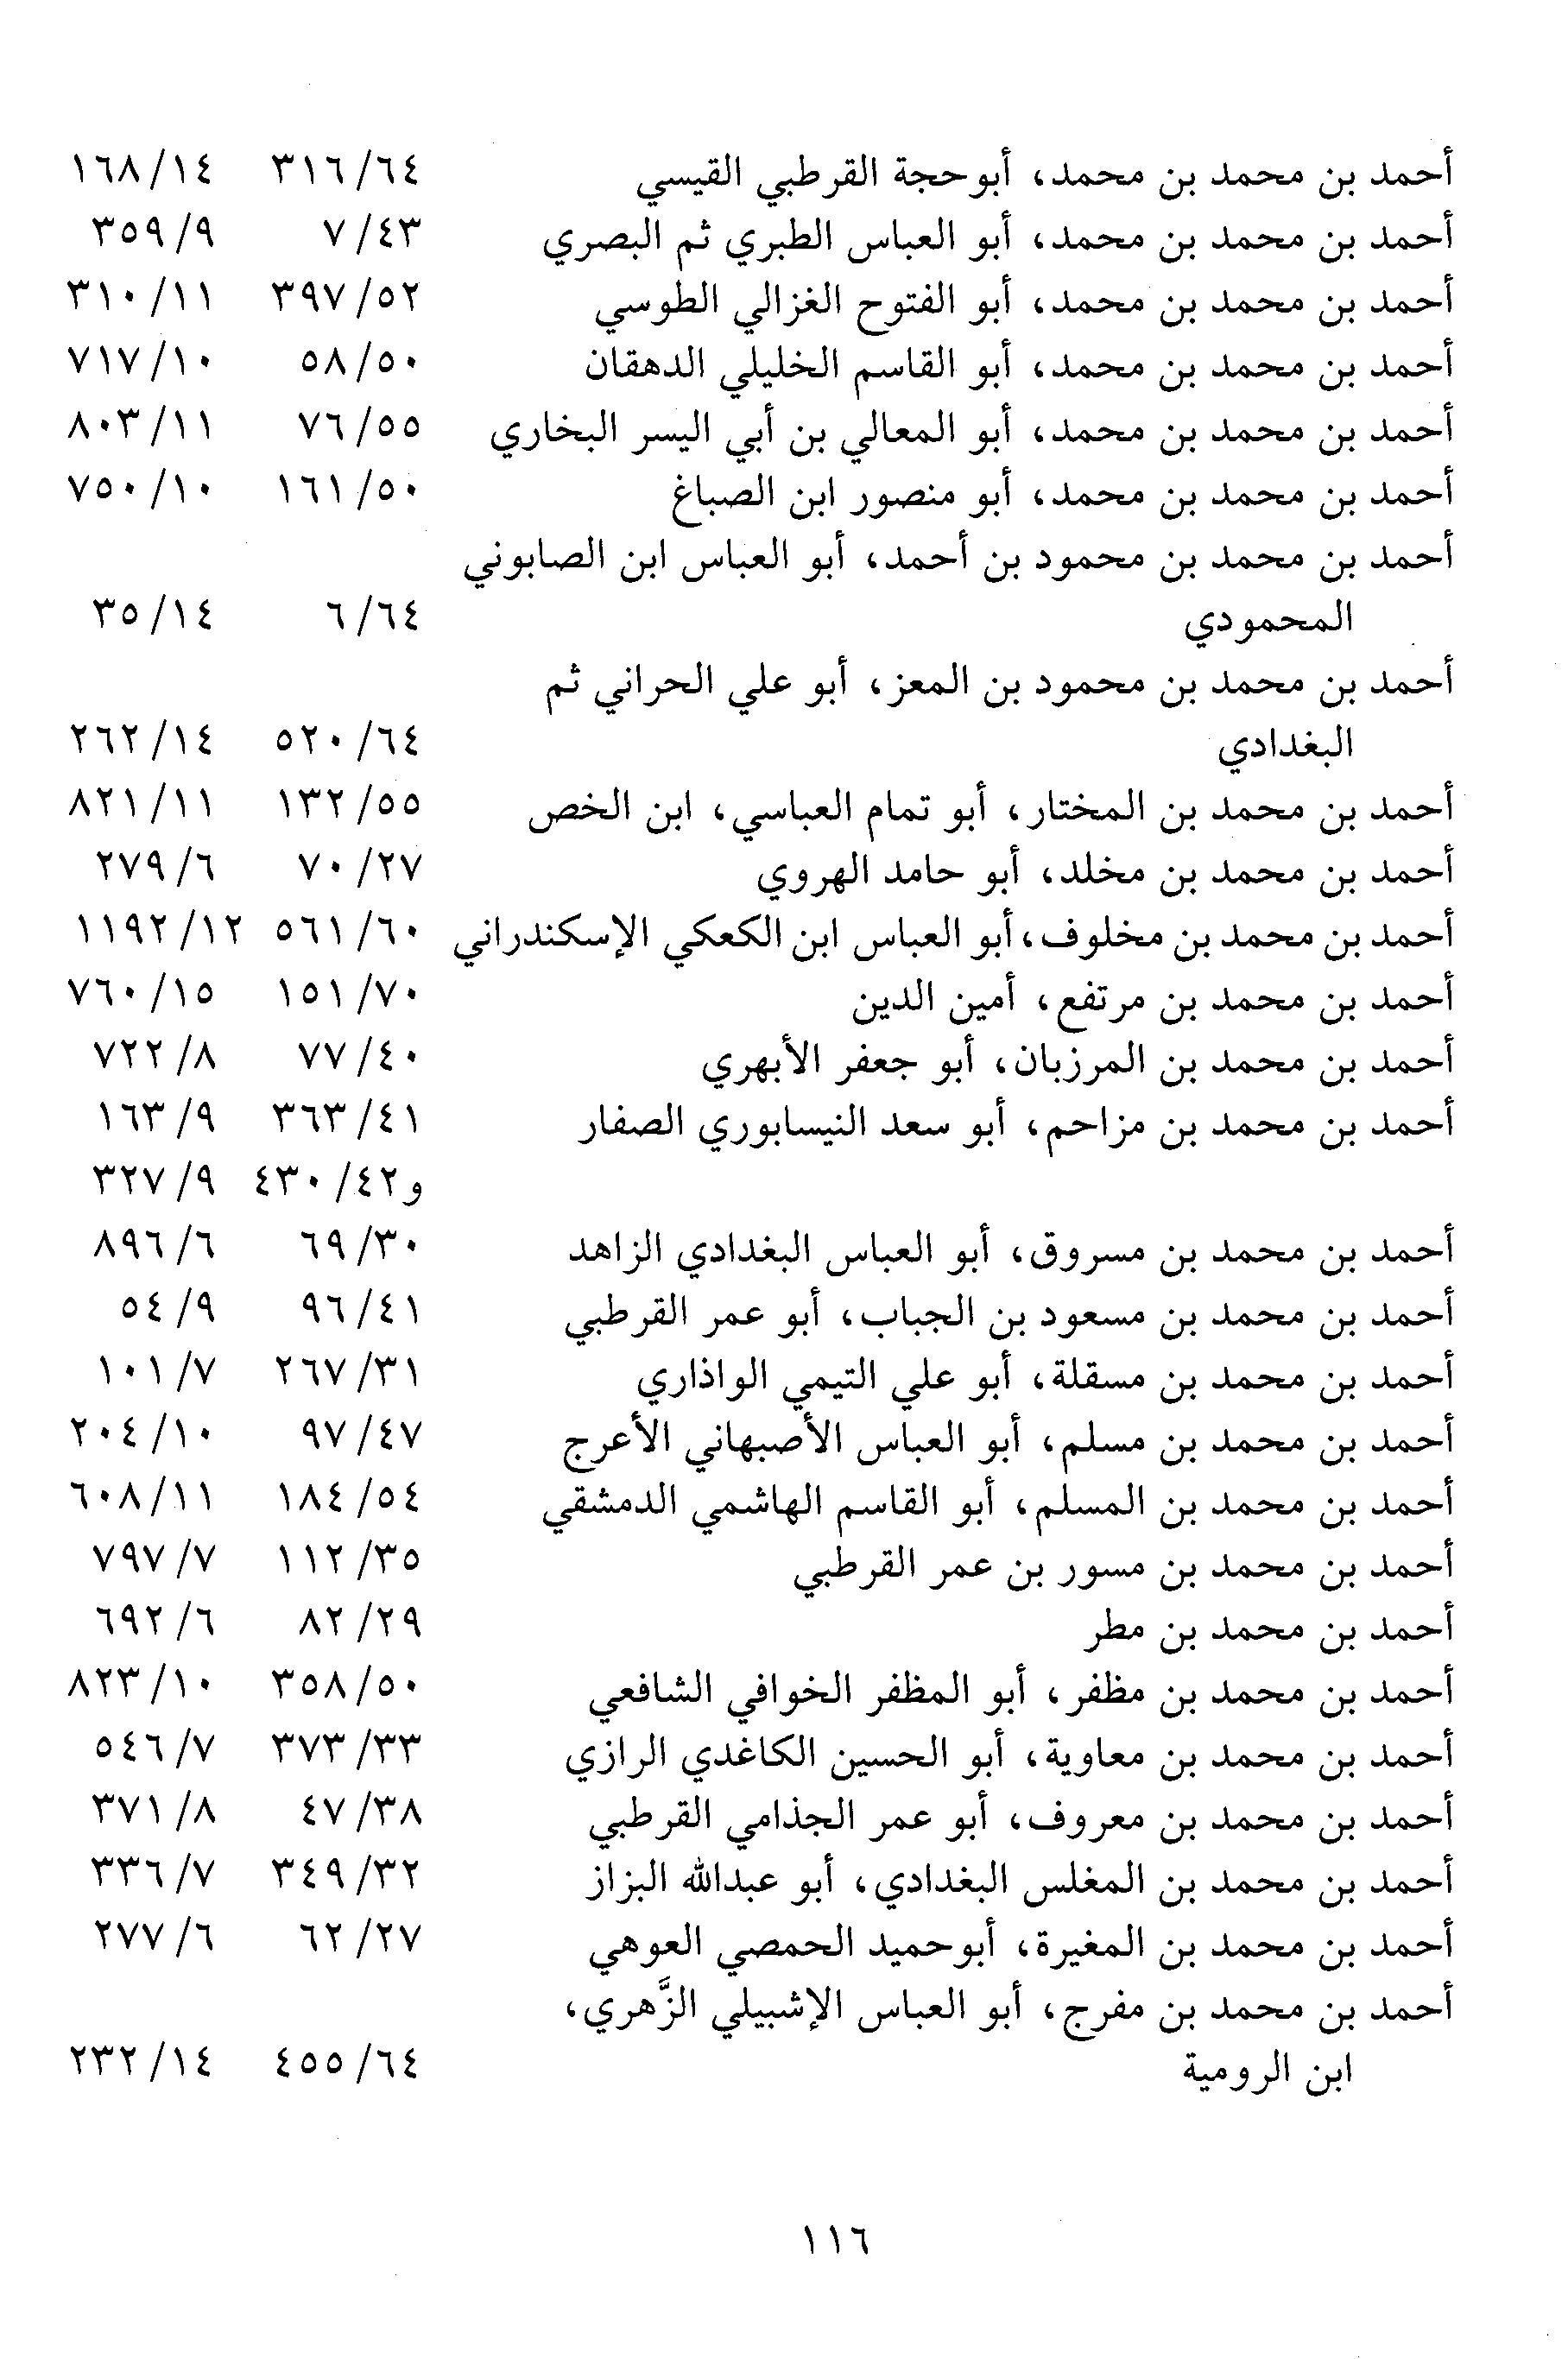 أحمد بن محمد بن محمد، أبوحجة القرطبي القيسي ٦٤/ ٣١٦ ١٤/ ١٦٨
أحمد بن محمد بن محمد، أبو العباس الطبري ثم البصري ٤٣/ ٧ ٩/ ٣٥٩
أحمد بن محمد بن محمد، أبو الفتوح الغزالي الطوسي ٥٢/ ٣٩٧ ١١/ ٣١٠
أحمد بن محمد بن محمد، أبو القاسم الخليلي الدهقان ٥٠/ ٥٨ ١٠/ ٧١٧
أحمد بن محمد بن محمد، أبو المعالي بن أبي اليسر البخاري ٥٥/ ٧٦ ١١/ ٨٠٣
أحمد بن محمد بن محمد، أبو منصور ابن الصباغ ٥٠/ ١٦١ ١٠/ ٧٥٠
أحمد بن محمد بن محمود بن أحمد، أبو العباس ابن الصابوني
المحمودي ٦٤/ ٦ ١٤/ ٣٥
أحمد بن محمد بن محمود بن المعز، أبو علي الحراني ثم
البغدادي ٦٤/ ٥٢٠ ١٤/ ٢٦٢
أحمد بن محمد بن المختار، أبو تمام العباسي، ابن الخص ٥٥/ ١٣٢ ١١/ ٨٢١
أحمد بن محمد بن مخلد، أبو حامد الهروي ٢٧/ ٧٠ ٦/ ٢٧٩
أحمد بن محمد بن مخلوف، أبو العباس ابن الكعكي الإسكندراني ٦٠/ ٥٦١ ١٢/ ١١٩٢
أحمد بن محمد بن مرتفع، أمين الدين ٧٠/ ١٥١ ١٥/ ٧٦٠
أحمد بن محمد بن المرزبان، أبو جعفر الأبهري ٤٠/ ٧٧ ٨/ ٧٢٢
أحمد بن محمد بن مزاحم، أبو سعد النيسابوري الصفار ٤١/ ٣٦٣ ٩/ ١٦٣
و٤٢/ ٤٣٠ ٩/ ٣٢٧
أحمد بن محمد بن مسروق، أبو العباس البغدادي الزاهد ٣٠/ ٦٩ ٦/ ٨٩٦
أحمد بن محمد بن مسعود بن الجباب، أبو عمر القرطبي ٤١/ ٩٦ ٩/ ٥٤
أحمد بن محمد بن مسقلة، أبو علي التيمي الواذاري ٣١/ ٢٦٧ ٧/ ١٠١
أحمد بن محمد بن مسلم، أبو العباس الأصبهاني الأعرج ٤٧/ ٩٧ ١٠/ ٢٠٤
أحمد بن محمد بن المسلم، أبو القاسم الهاشمي الدمشقي ٥٤/ ١٨٤ ١١/ ٦٠٨
أحمد بن محمد بن مسور بن عمر القرطبي ٣٥/ ١١٢ ٧/ ٧٩٧
أحمد بن محمد بن مطر ٢٩/ ٨٢ ٦/ ٦٩٢
أحمد بن محمد بن مظفر، أبو المظفر الخوافي الشافعي ٥٠/ ٣٥٨ ١٠/ ٨٢٣
أحمد بن محمد بن معاوية، أبو الحسين الكاغدي الرازي ٣٣/ ٣٧٣ ٧/ ٥٤٦
أحمد بن محمد بن معروف، أبو عمر الجذامي القرطبي ٣٨/ ٤٧ ٨/ ٣٧١
أحمد بن محمد بن المغلس البغدادي، أبو عبدالله البزاز ٣٢/ ٣٤٩ ٧/ ٣٣٦
أحمد بن محمد بن المغيرة، أبوحميد الحمصي العوهي ٢٧/ ٦٢ ٦/ ٢٧٧
أحمد بن محمد بن مفرج، أبو العباس الإشبيلي الزَّهري،
ابن الرومية ٦٤/ ٤٥٥ ١٤/ ٢٣٢
١١٦